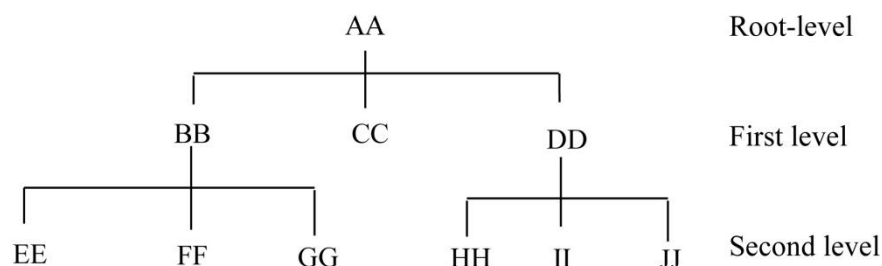 AA Root-level
BB CC DD First level
EE FF GG HH II JJ Second level